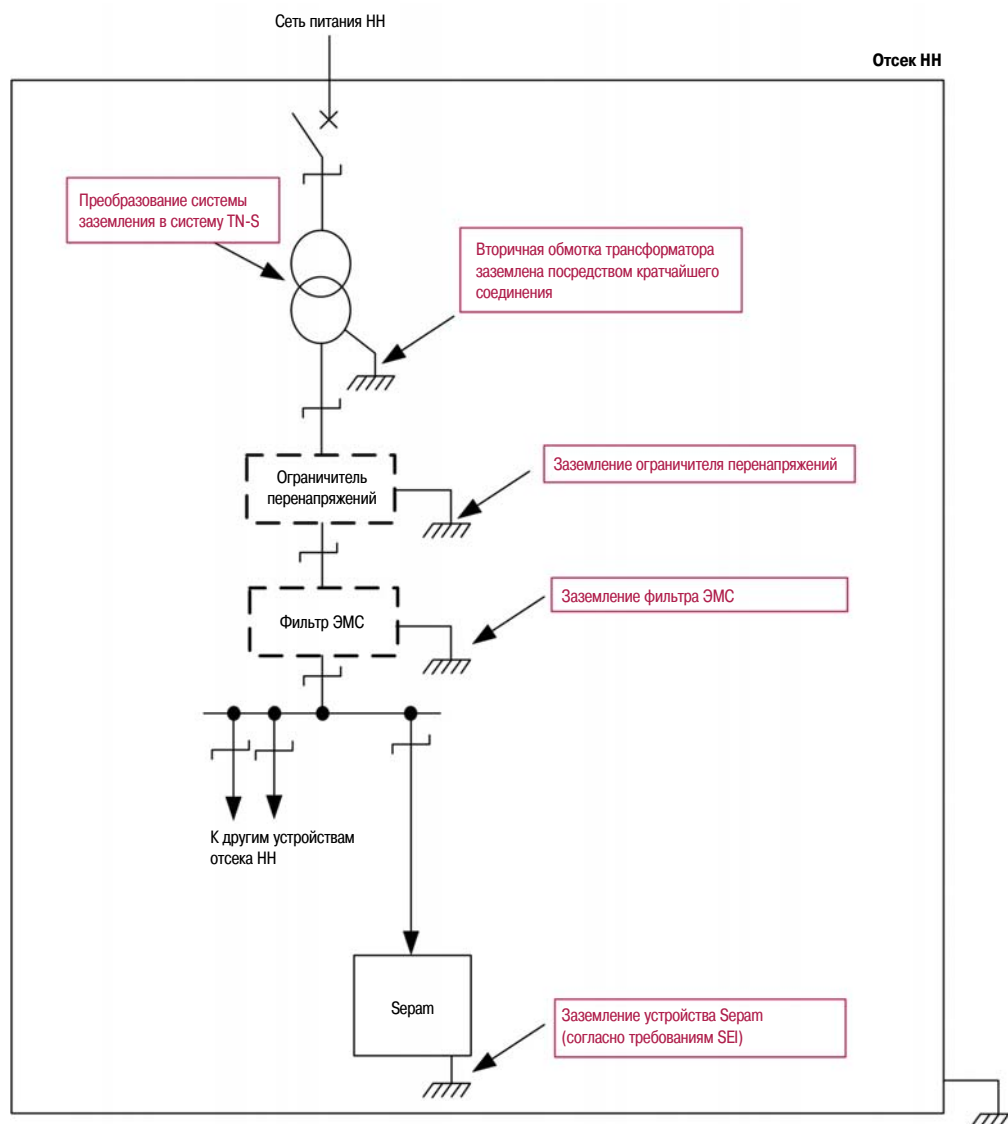 Сеть питания НН
Отсек НН
Преобразование системы
заземления в систему TN-S
Вторичная обмотка трансформатора
заземлена посредством кратчайшего
соединения
Ограничитель
перенапряжений
Заземление ограничителя перенапряжений
Фильтр ЭМС
Заземление фильтра ЭМС
К другим устройствам
отсека НН
Sepam
Заземление устройства Sepam
(согласно требованиям SEI)